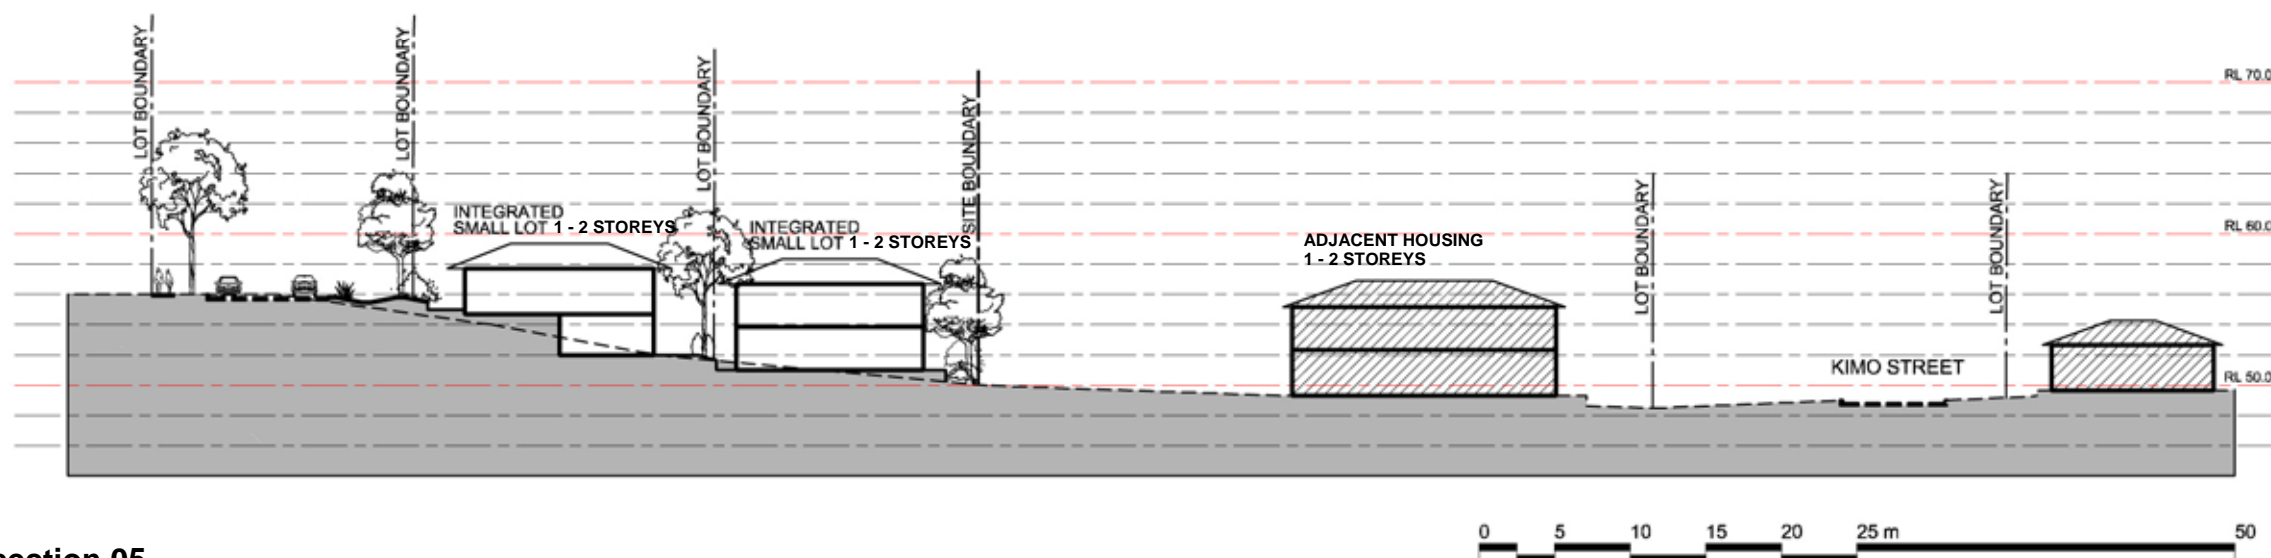 LOT BOUNDARY
LOT BOUNDARY
LOT BOUNDARY
SITE BOUNDARY
RL 70.0
INTEGRATED
SMALL LOT 1 - 2 STOREYS
INTEGRATED
SMALL LOT 1 - 2 STOREYS
RL 60.0
ADJACENT HOUSING
1 - 2 STOREYS
LOT BOUNDARY
LOT BOUNDARY
KIMO STREET
RL 50.0
0 5 10 15 20 25 m 50
section 05